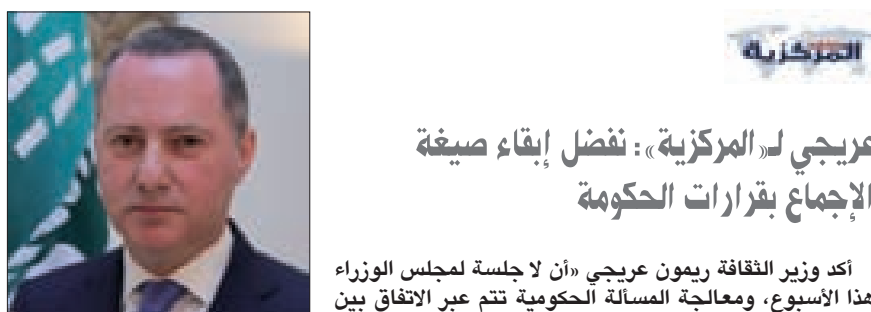 المركزية
عريجي لـ«المركزية»: نفضل إبقاء صيغة
الإجماع بقرارات الحكومة
أكد وزير الثقافة ريمون عريجي «أن لا جلسة لمجلس الوزراء
هذا الأسبوع، ومعالجة المسألة الحكومية تتم عبر الاتفاق بين